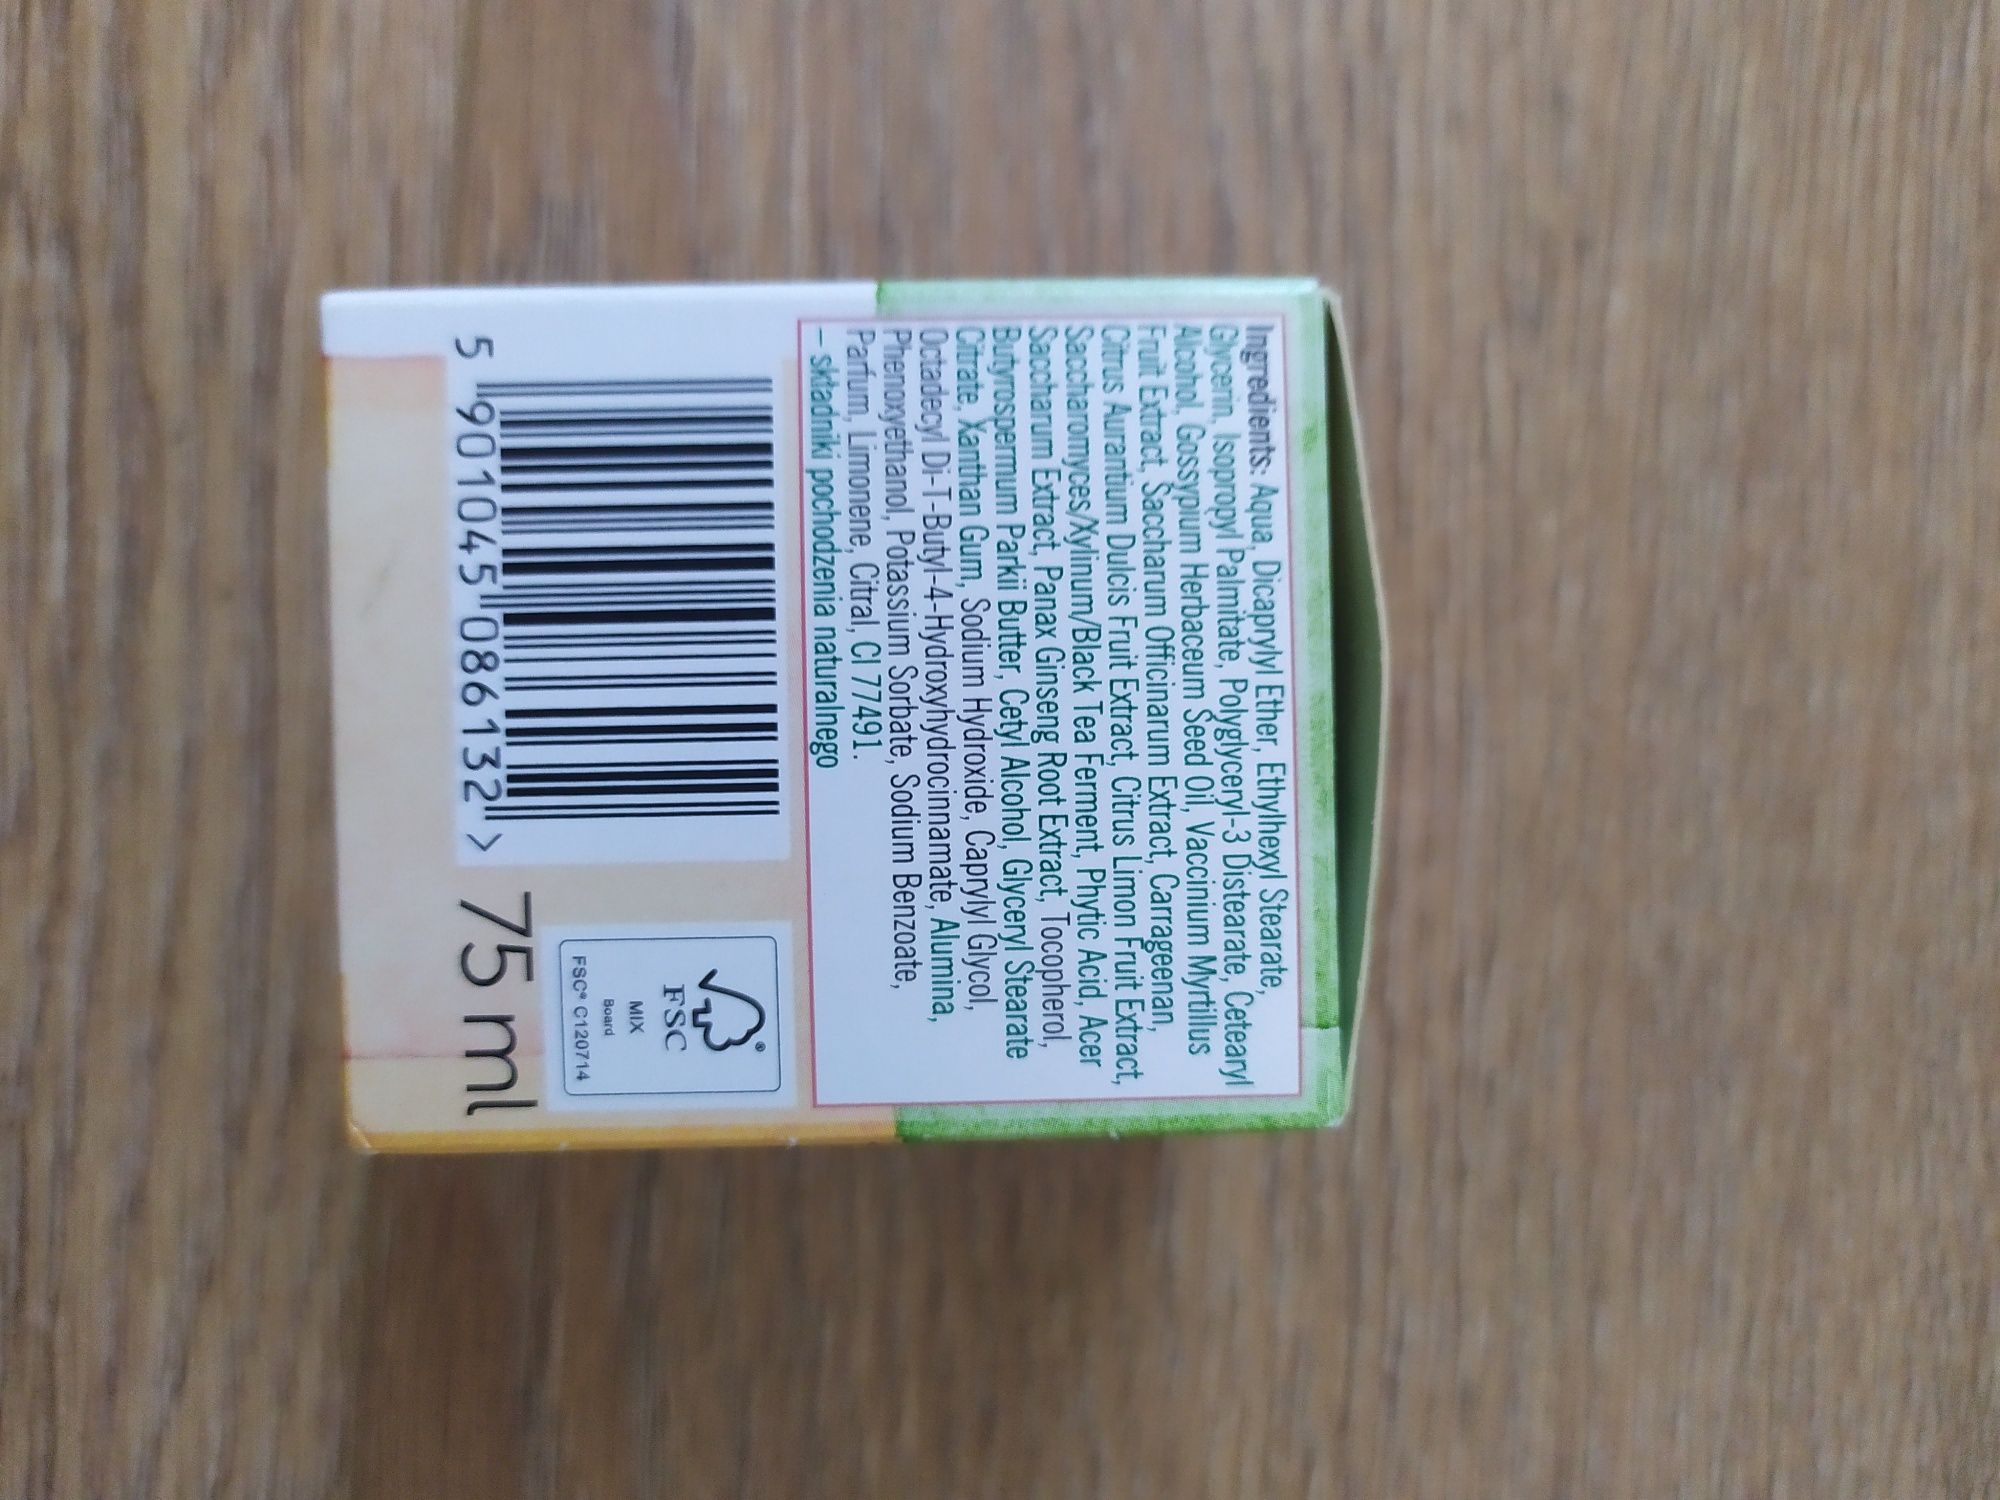 Ingredients: Aqua, Dicaprylyl Ether, Ethylhexyl Stearate,
Glycerin, Isopropyl Palmitate, Polyglyceryl-3 Distearate, Cetearyl
Alcohol, Gossypium Herbaceum Seed Oil, Vaccinium Myrtillus
Fruit Extract, Saccharum Officinarum Extract, Carrageenan,
Citrus Aurantium Dulcis Fruit Extract, Citrus Limon Fruit Extract,
Saccharomyces/Xylinum/Black Tea Ferment, Phytic Acid, Acer
Saccharum Extract, Panax Ginseng Root Extract, Tocopherol,
Butyrospermum Parkii Butter, Cetyl Alcohol, Glyceryl Stearate
Citrate, Xanthan Gum, Sodium Hydroxide, Caprylyl Glycol,
Octadecyl Di-T-Butyl-4-Hydroxyhydrocinnamate, Alumina,
Phenoxyethanol, Potassium Sorbate, Sodium Benzoate,
Parfum, Limonene, Citral, CI 77491.
– składniki pochodzenia naturalnego
5 901045 086132 >
®
FSC
MIX
Board
FSC® C120714
75 ml